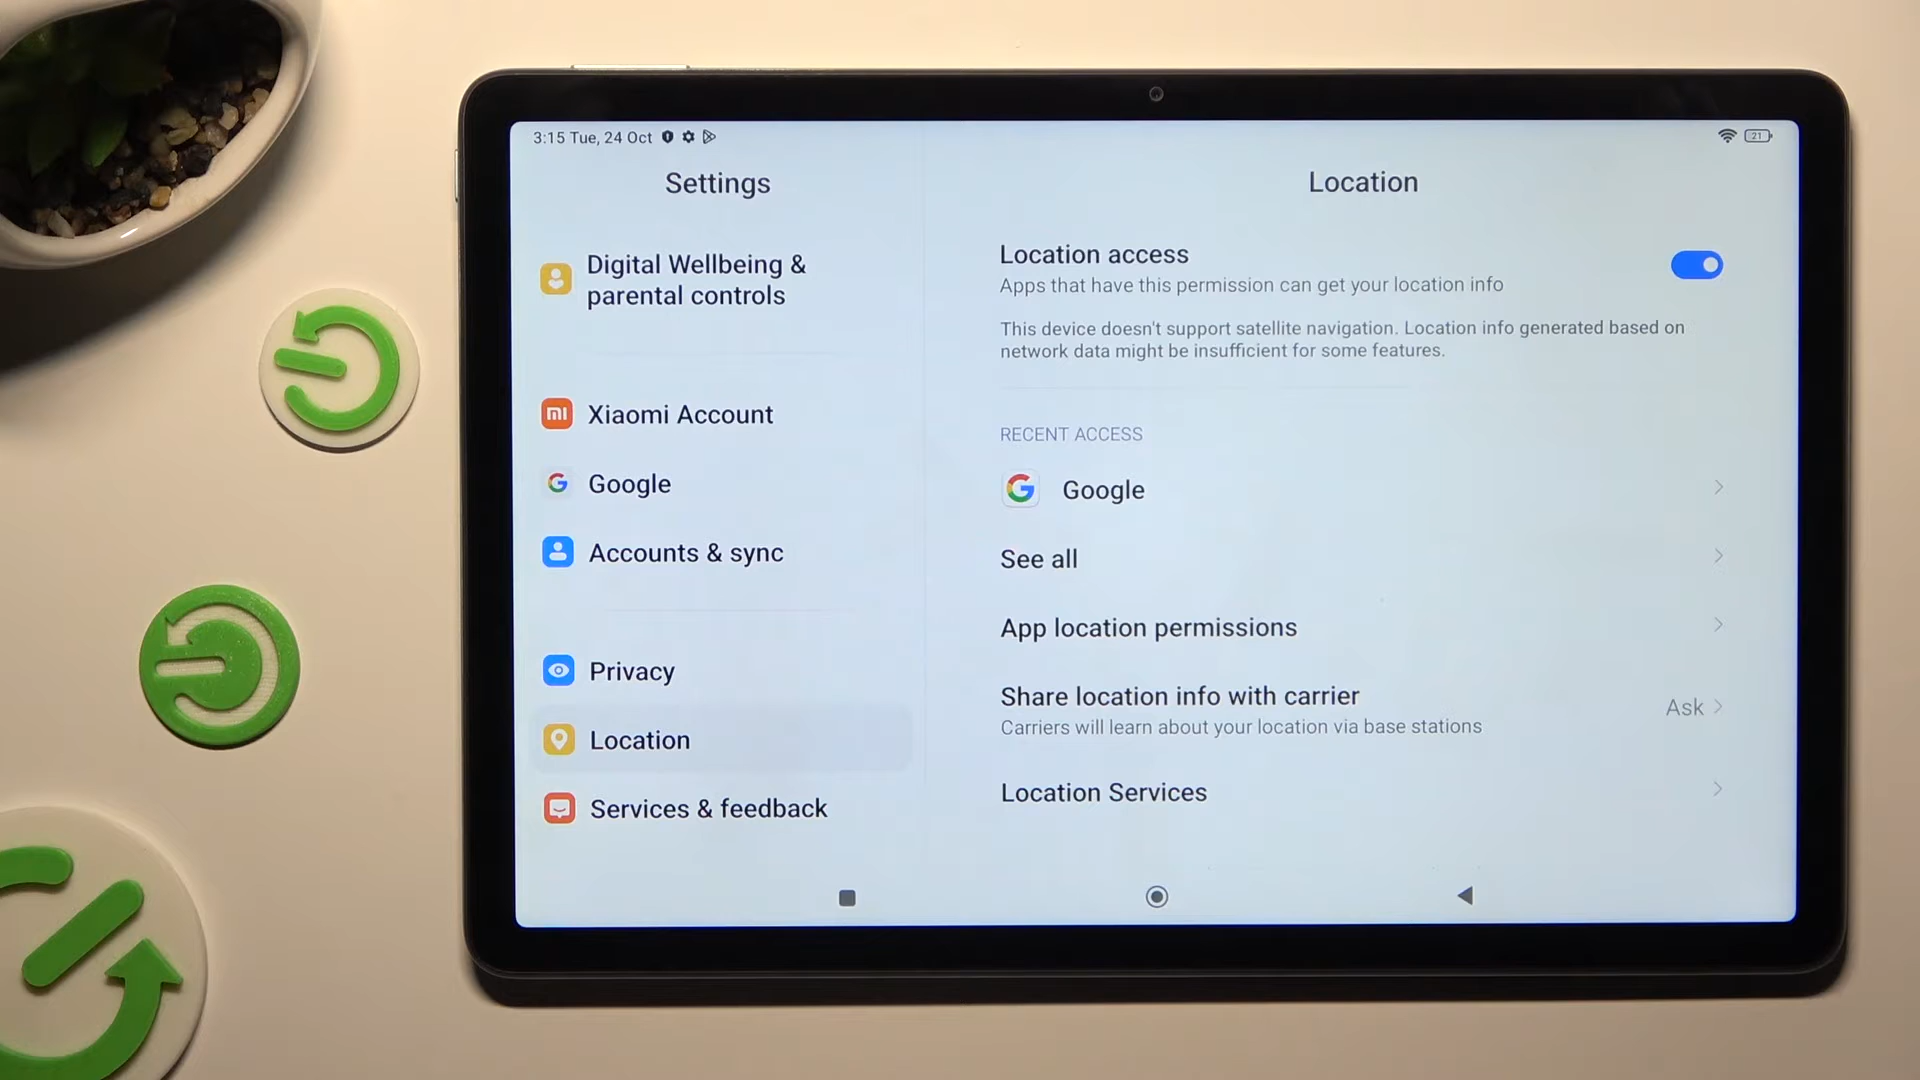 3:15 Tue, 24 Oct
21
Settings
Digital Wellbeing &
parental controls
mi
Xiaomi Account
G
Google
Accounts & sync
Privacy
Location
Services & feedback
Location
Location access
Apps that have this permission can get your location info
This device doesn't support satellite navigation. Location info generated based on
network data might be insufficient for some features.
RECENT ACCESS
G
Google
See all
App location permissions
Share location info with carrier
Carriers will learn about your location via base stations
Ask
Location Services